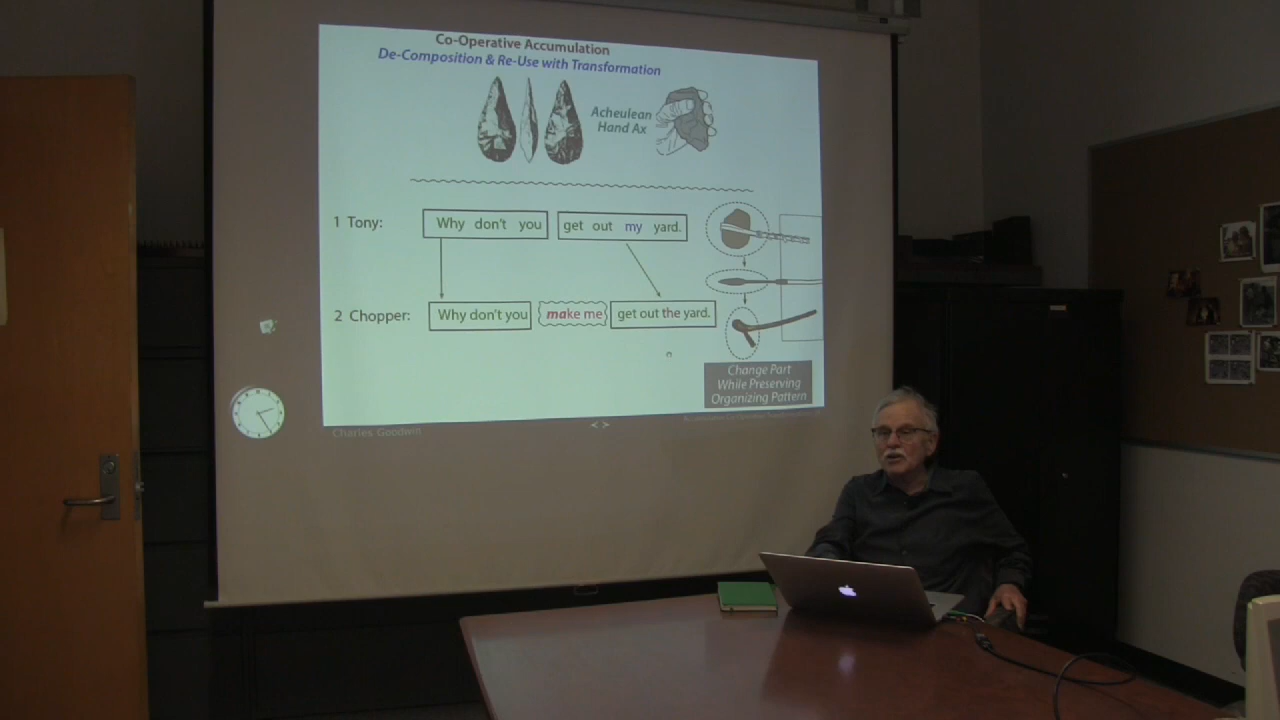 Co-Operative Accumulation
De-Composition & Re-Use with Transformation
Acheulean
Hand Ax
1 Tony: Why don't you get out my yard.
2 Chopper: Why don't you make me get out the yard.
Change Part
While Preserving
Organizing Pattern
Charles Goodwin
< >